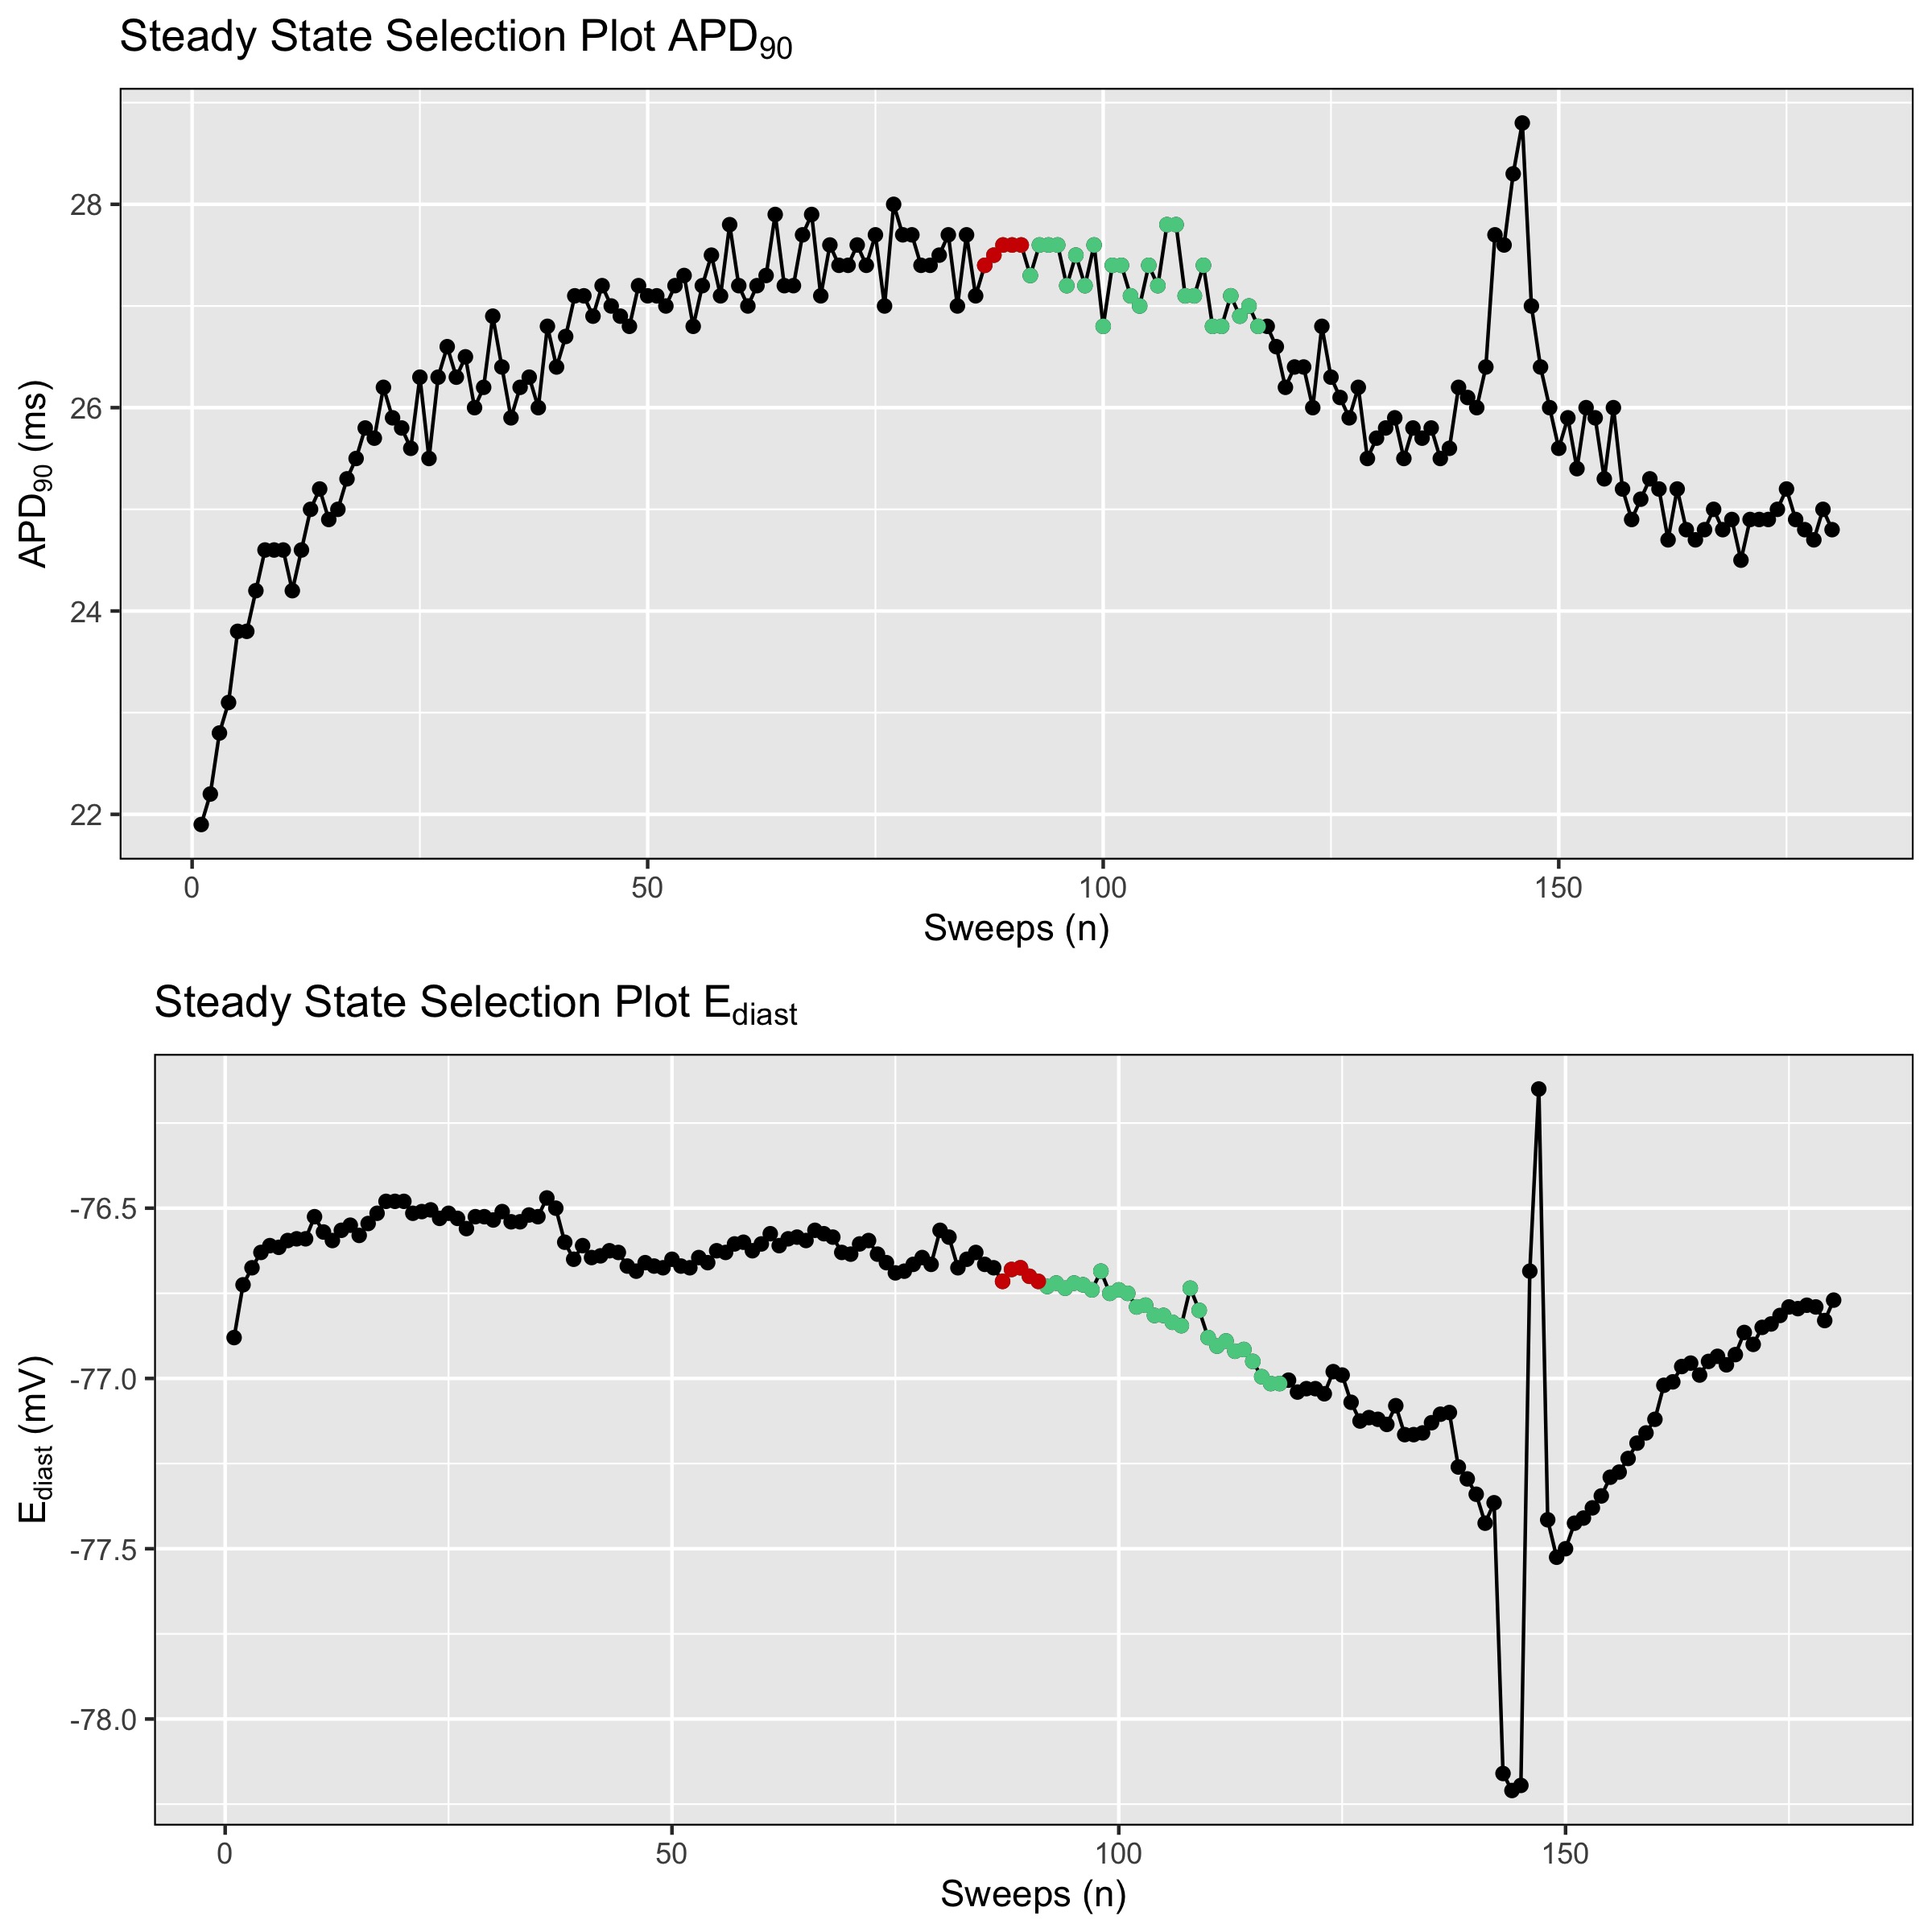 Steady State Selection Plot APD90
APD90 (ms)
28
26
24
22
0 50 100 150
Sweeps (n)
Steady State Selection Plot Ediast
Ediast (mV)
-76.5
-77.0
-77.5
-78.0
0 50 100 150
Sweeps (n)